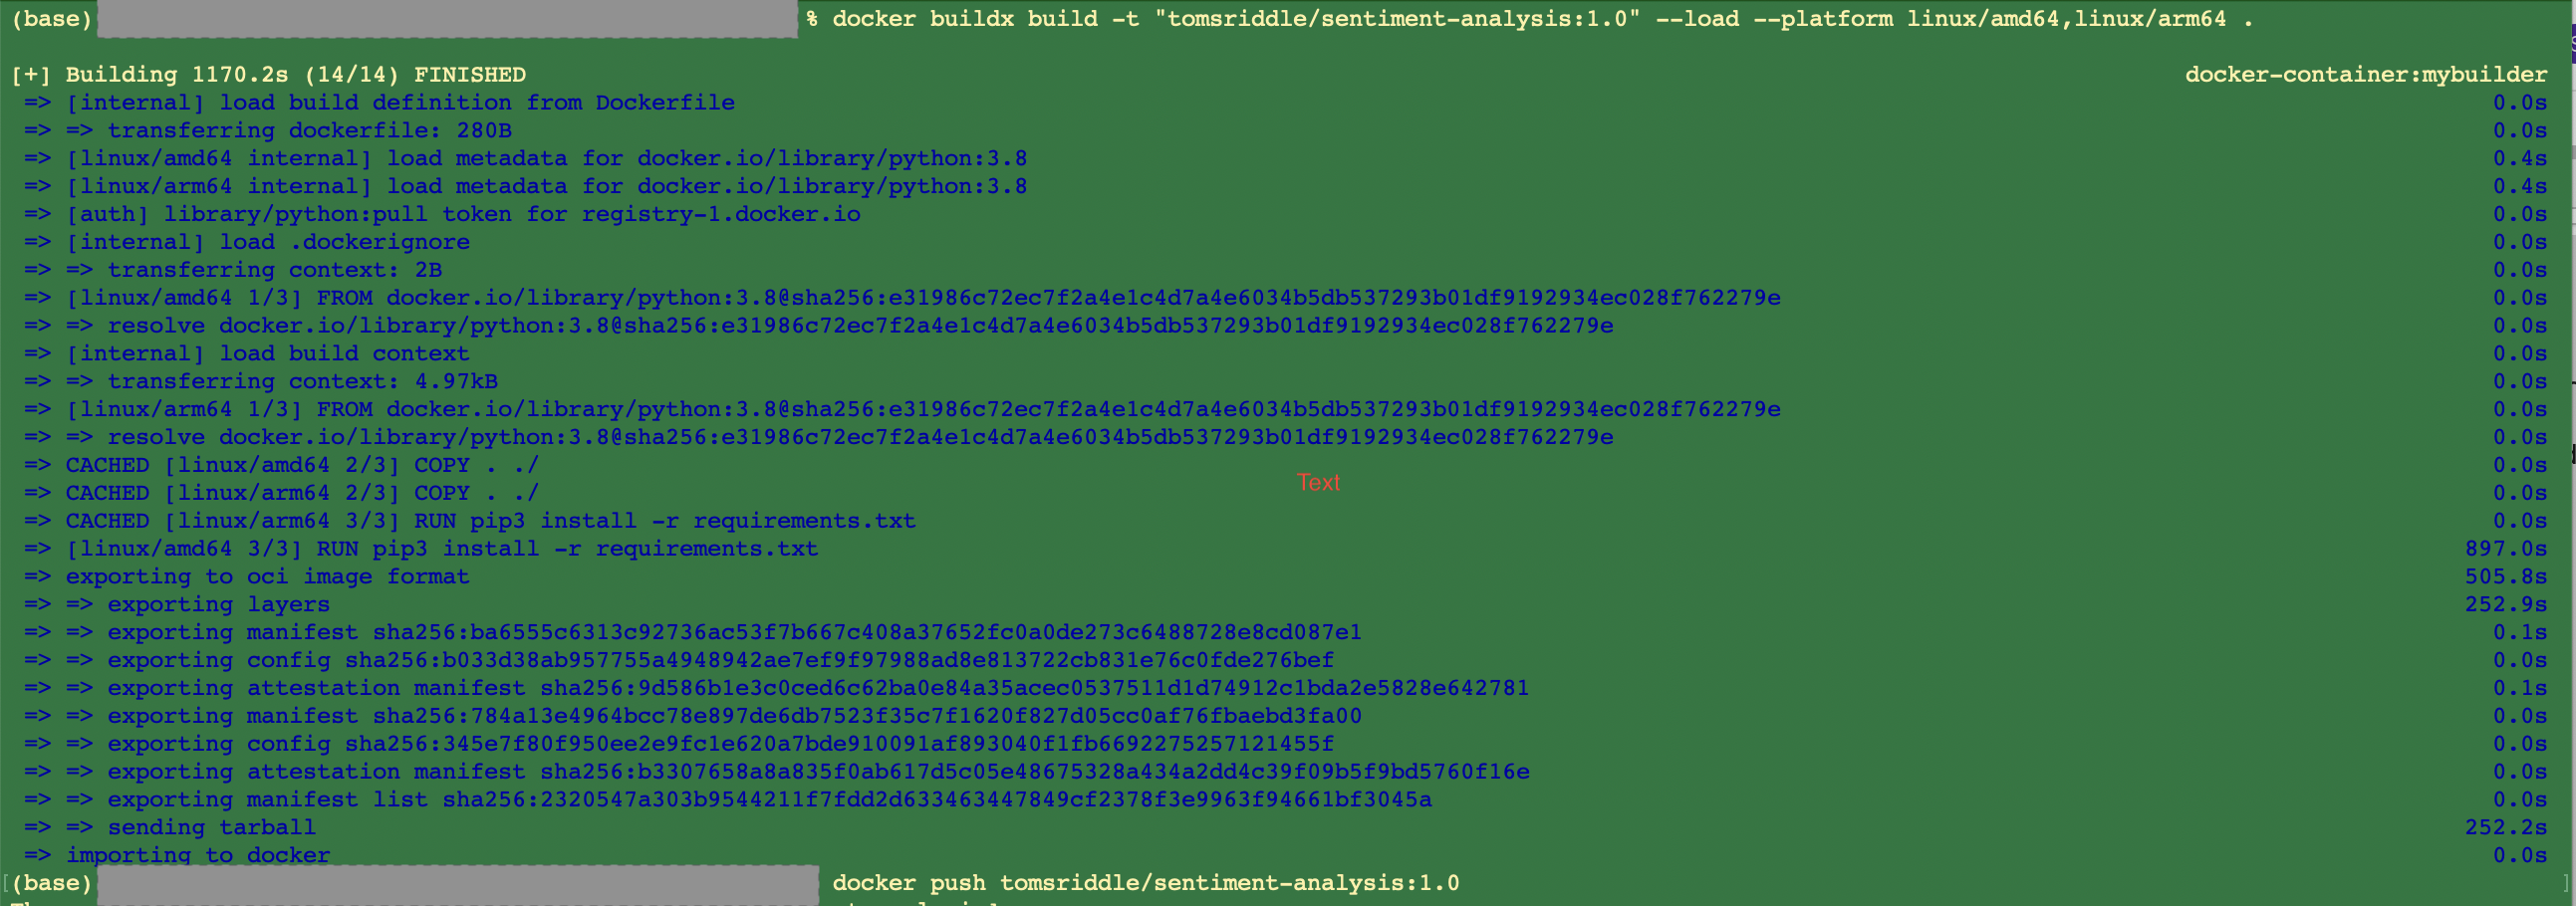 (base) % docker buildx build -t "tomsriddle/sentiment-analysis:1.0" --load --platform linux/amd64,linux/arm64 .
[+] Building 1170.2s (14/14) FINISHED docker-container:mybuilder
=> [internal] load build definition from Dockerfile 0.0s
=> => transferring dockerfile: 280B 0.0s
=> [linux/amd64 internal] load metadata for docker.io/library/python:3.8 0.4s
=> [linux/arm64 internal] load metadata for docker.io/library/python:3.8 0.4s
=> [auth] library/python:pull token for registry-1.docker.io 0.0s
=> [internal] load .dockerignore 0.0s
=> => transferring context: 2B 0.0s
=> [linux/amd64 1/3] FROM docker.io/library/python:3.8@sha256:e31986c72ec7f2a4e1c4d7a4e6034b5db537293b01df9192934ec028f762279e 0.0s
=> => resolve docker.io/library/python:3.8@sha256:e31986c72ec7f2a4e1c4d7a4e6034b5db537293b01df9192934ec028f762279e 0.0s
=> [internal] load build context 0.0s
=> => transferring context: 4.97kB 0.0s
=> [linux/arm64 1/3] FROM docker.io/library/python:3.8@sha256:e31986c72ec7f2a4e1c4d7a4e6034b5db537293b01df9192934ec028f762279e 0.0s
=> => resolve docker.io/library/python:3.8@sha256:e31986c72ec7f2a4e1c4d7a4e6034b5db537293b01df9192934ec028f762279e 0.0s
=> CACHED [linux/amd64 2/3] COPY . ./ 0.0s
Text
=> CACHED [linux/arm64 2/3] COPY . ./ 0.0s
=> CACHED [linux/arm64 3/3] RUN pip3 install -r requirements.txt 0.0s
=> [linux/amd64 3/3] RUN pip3 install -r requirements.txt 897.0s
=> exporting to oci image format 505.8s
=> => exporting layers 252.9s
=> => exporting manifest sha256:ba6555c6313c92736ac53f7b667c408a37652fc0a0de273c6488728e8cd087e1 0.1s
=> => exporting config sha256:b033d38ab957755a4948942ae7ef9f97988ad8e813722cb831e76c0fde276bef 0.0s
=> => exporting attestation manifest sha256:9d586b1e3c0ced6c62ba0e84a35acec0537511d1d74912c1bda2e5828e642781 0.1s
=> => exporting manifest sha256:784a13e4964bcc78e897de6db7523f35c7f1620f827d05cc0af76fbaebd3fa00 0.0s
=> => exporting config sha256:345e7f80f950ee2e9fc1e620a7bde910091af893040f1fb6692275257121455f 0.0s
=> => exporting attestation manifest sha256:b3307658a8a835f0ab617d5c05e48675328a434a2dd4c39f09b5f9bd5760f16e 0.0s
=> => exporting manifest list sha256:2320547a303b9544211f7fdd2d633463447849cf2378f3e9963f94661bf3045a 0.0s
=> => sending tarball 252.2s
=> importing to docker 0.0s
[(base) docker push tomsriddle/sentiment-analysis:1.0 ]